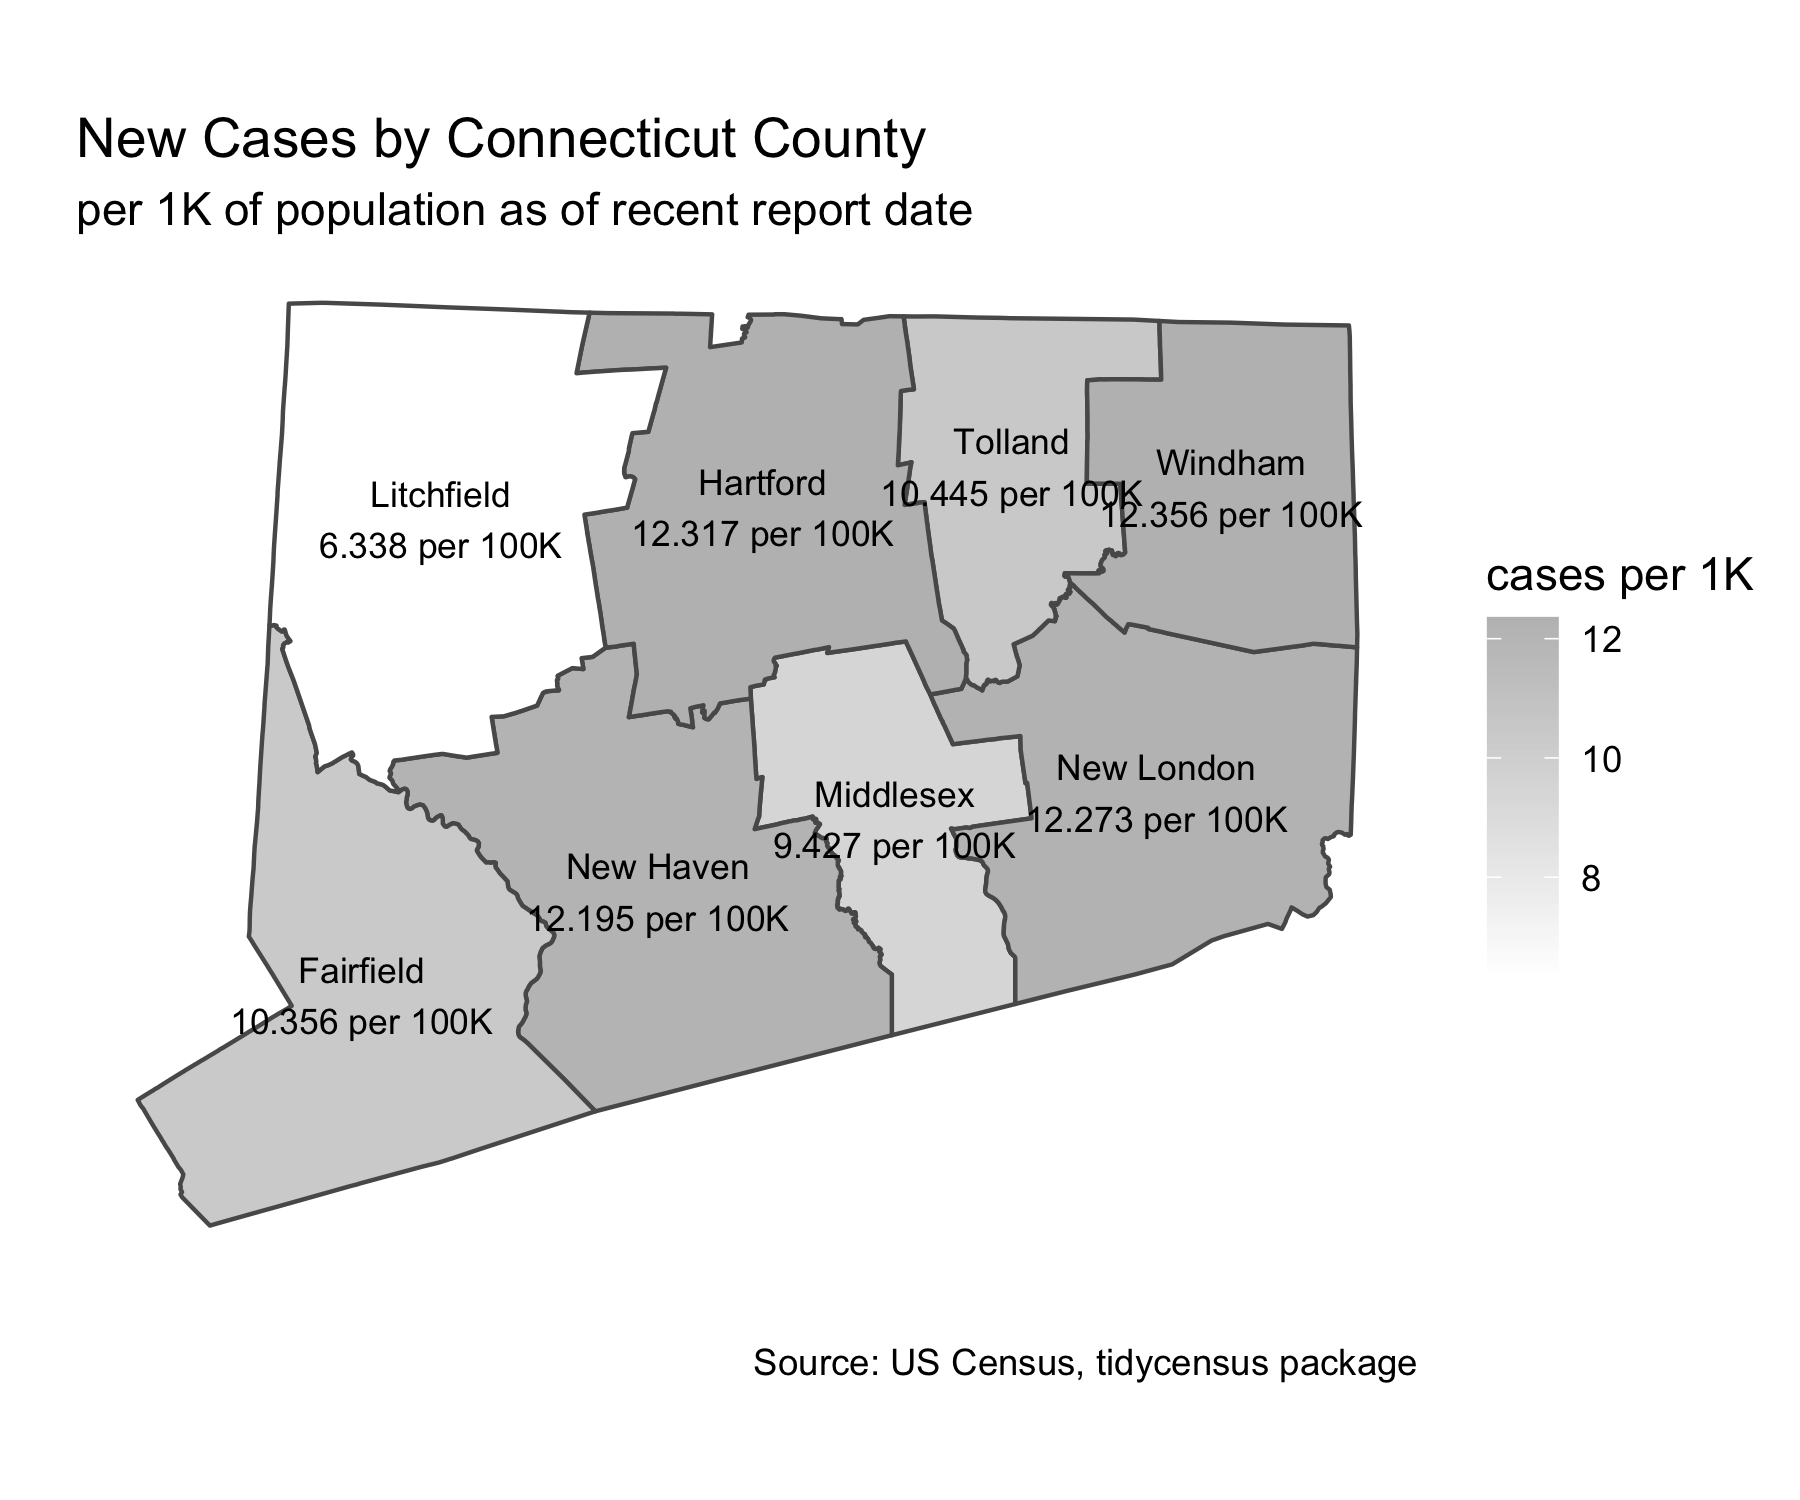 New Cases by Connecticut County
per 1K of population as of recent report date
Litchfield
6.338 per 100K
Hartford
12.317 per 100K
Tolland
10.445 per 100K
Windham
12.356 per 100K
New London
12.273 per 100K
Middlesex
9.427 per 100K
New Haven
12.195 per 100K
Fairfield
10.356 per 100K
cases per 1K
12
10
8
Source: US Census, tidycensus package